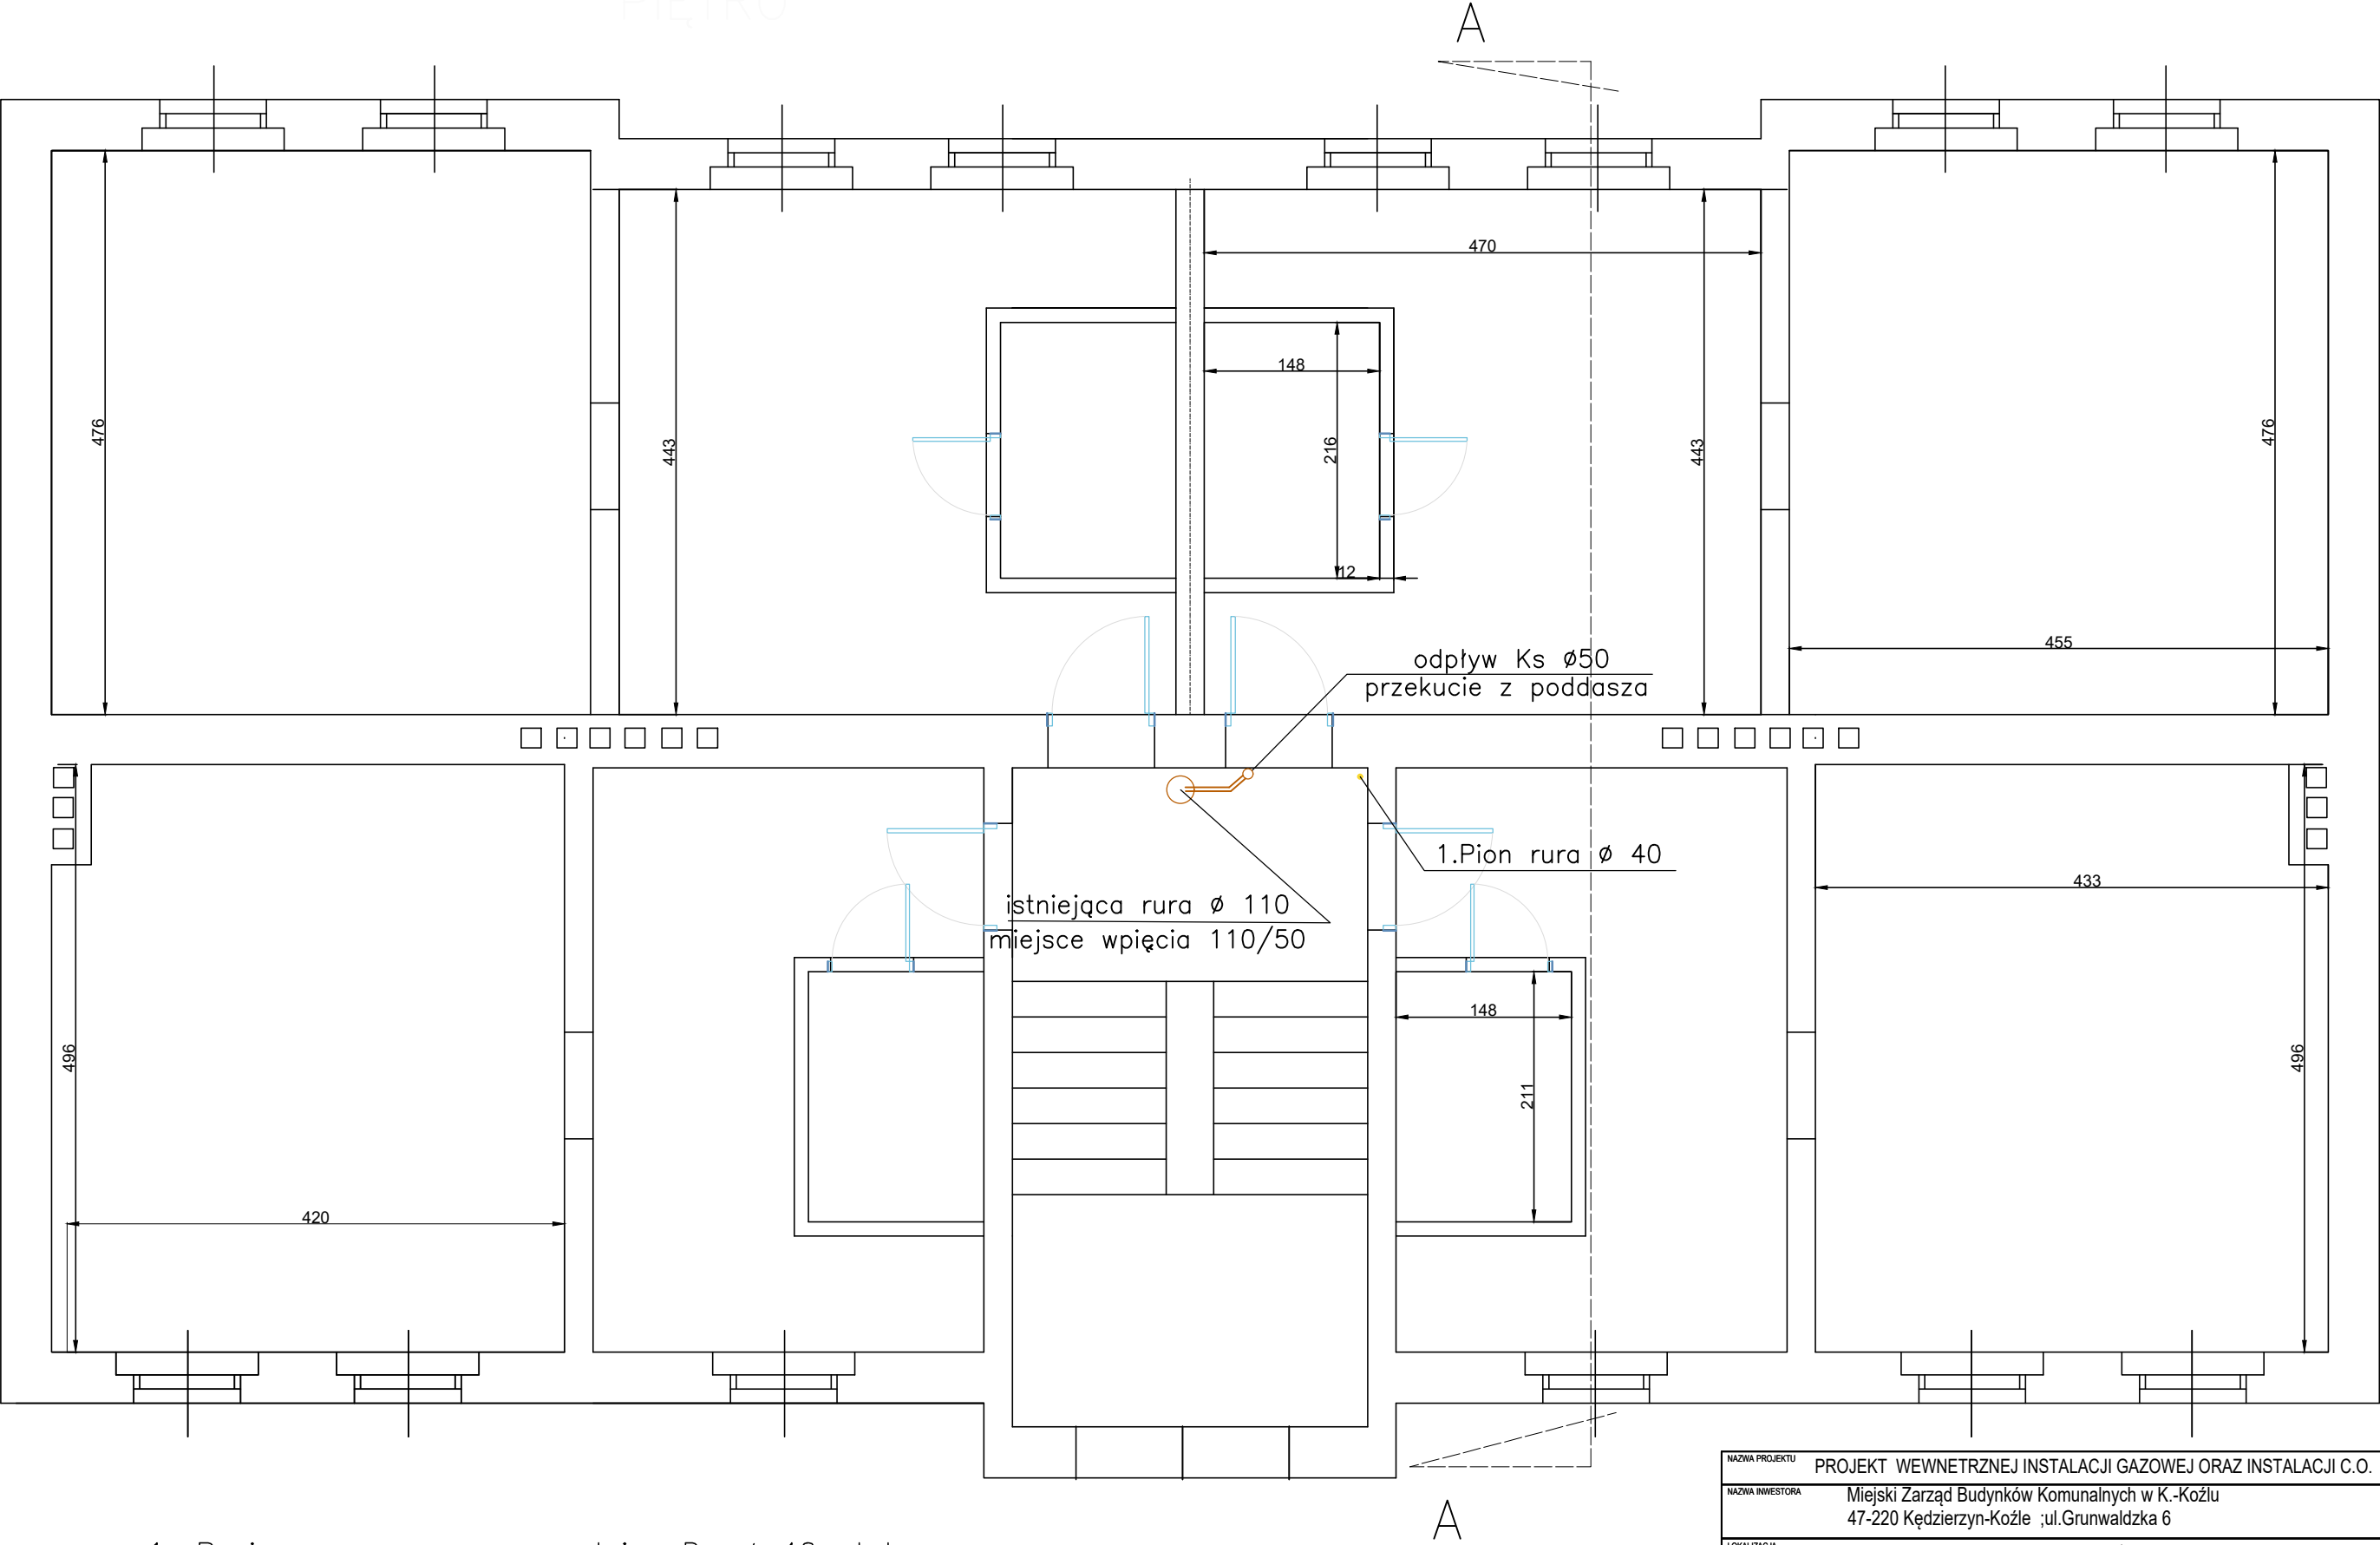 PIĘTRO
A
470
148
476
443
216
443
476
12
455
odpływ Ks ø50
przekucie z poddasza
1.Pion rura ø 40
433
istniejąca rura ø 110
miejsce wpięcia 110/50
148
496
211
496
420
NAZWA PROJEKTU PROJEKT WEWNETRZNEJ INSTALACJI GAZOWEJ ORAZ INSTALACJI C.O.
NAZWA INWESTORA Miejski Zarząd Budynków Komunalnych w K.-Koźlu
47-220 Kędzierzyn-Koźle ;ul.Grunwaldzka 6
A